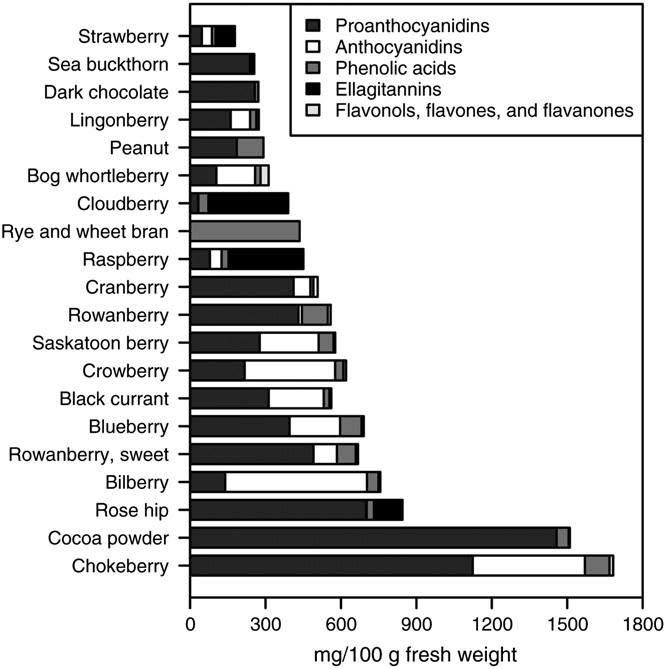 Proanthocyanidins
Anthocyanidins
Phenolic acids
Ellagitannins
Flavonols, flavones, and flavanones
Strawberry
Sea buckthorn
Dark chocolate
Lingonberry
Peanut
Bog whortleberry
Cloudberry
Rye and wheet bran
Raspberry
Cranberry
Rowanberry
Saskatoon berry
Crowberry
Black currant
Blueberry
Rowanberry, sweet
Bilberry
Rose hip
Cocoa powder
Chokeberry
0 300 600 900 1200 1500 1800
mg/100 g fresh weight